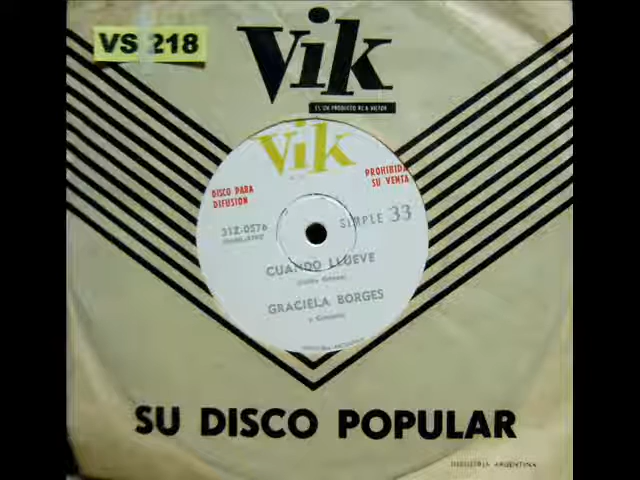 VS 218
Vik
ES UN PRODUCTO RCA VICTOR
Vik
DISCO PARA
DIFUSION
PROHIBIDA
SU VENTA
31Z-0576
SIMPLE 33
CUANDO LLUEVE
GRACIELA BORGES
SU DISCO POPULAR
INDUSTRIA ARGENTINA